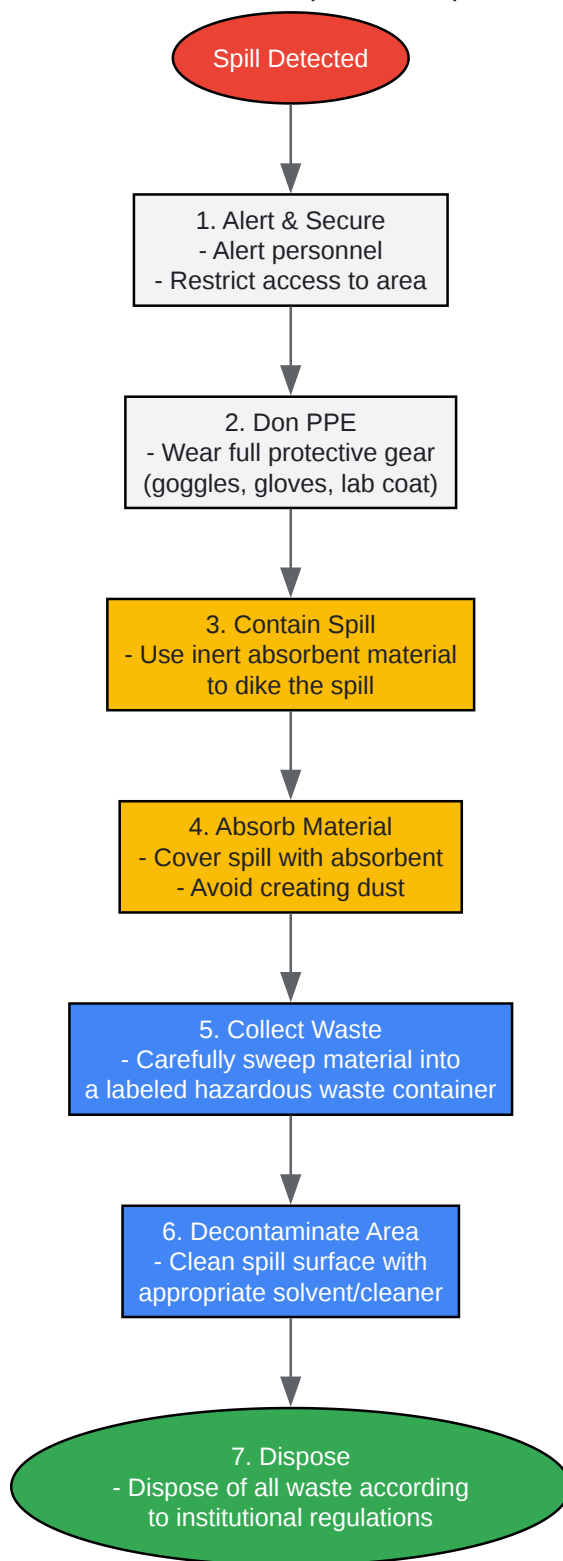 Spill Detected
1. Alert & Secure
- Alert personnel
- Restrict access to area
2. Don PPE
- Wear full protective gear
(goggles, gloves, lab coat)
3. Contain Spill
- Use inert absorbent material
to dike the spill
4. Absorb Material
- Cover spill with absorbent
- Avoid creating dust
5. Collect Waste
- Carefully sweep material into
a labeled hazardous waste container
6. Decontaminate Area
- Clean spill surface with
appropriate solvent/cleaner
7. Dispose
- Dispose of all waste according
to institutional regulations